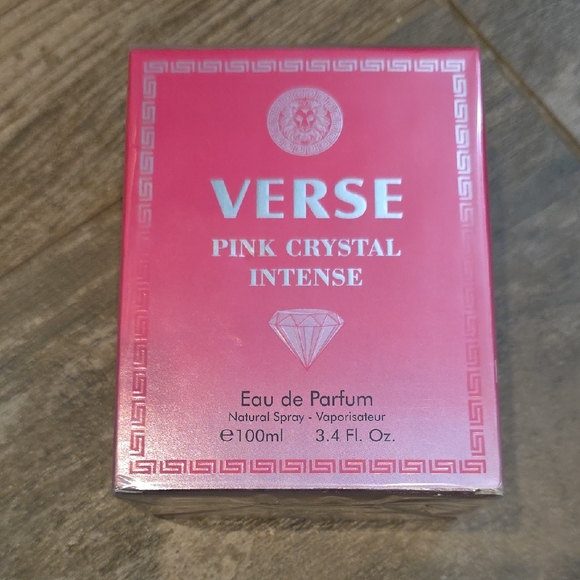 VERSE
PINK CRYSTAL
INTENSE
Eau de Parfum
Natural Spray - Vaporisateur
℮100ml 3.4 Fl. Oz.